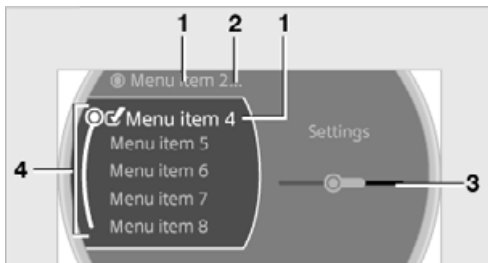 1 2 1
Menu item 2...
Menu item 4
Menu item 5
Settings
Menu item 6
4
Menu item 7
3
Menu item 8